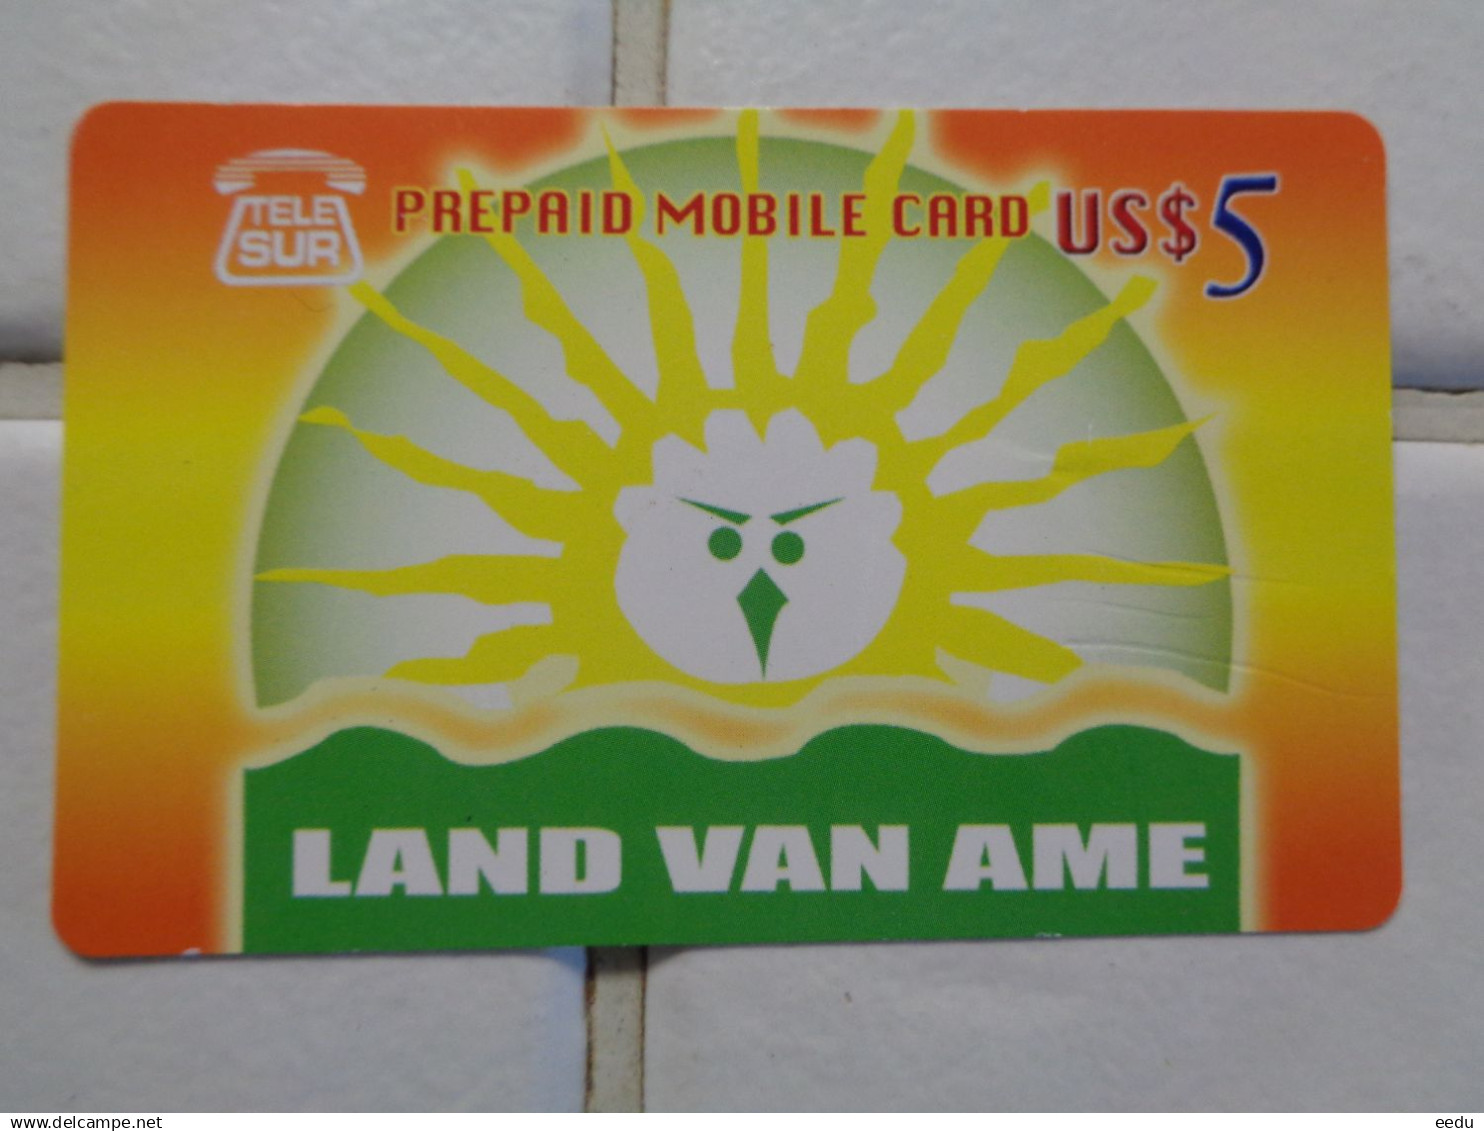 TELE
SUR
PREPAID MOBILE CARD US$5
LAND VAN AME
www.delcampe.net
eedu